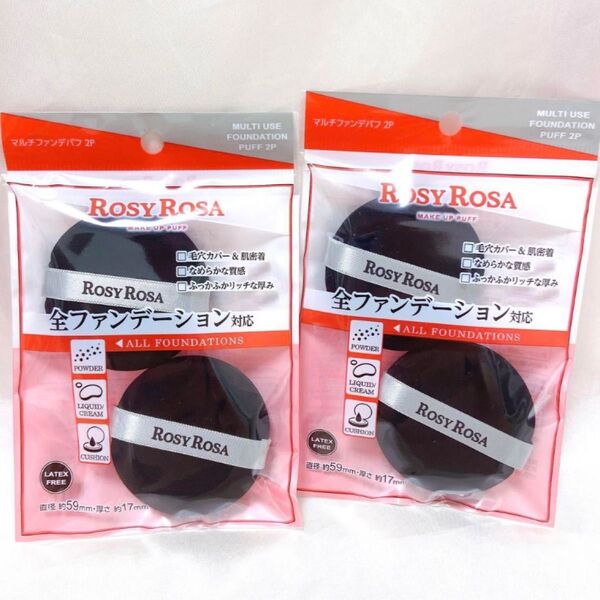 マルチファンデパフ 2P
MULTI USE
FOUNDATION
PUFF 2P
ROSY ROSA
MAKE UP PUFF
毛穴カバー&肌密着
なめらかな質感
ふっかふかリッチな厚み
ROSY ROSA
全ファンデーション対応
ALL FOUNDATIONS
POWDER
LIQUID/
CREAM
CUSHION
ROSY ROSA
LATEX
FREE
直径 約59mm・厚さ 約17mm
マルチファンデパフ 2P
MULTI USE
FOUNDATION
PUFF 2P
ROSY ROSA
MAKE UP PUFF
毛穴カバー&肌密着
なめらかな質感
ふっかふかリッチな厚み
ROSY ROSA
全ファンデーション対応
ALL FOUNDATIONS
POWDER
LIQUID/
CREAM
CUSHION
ROSY ROSA
LATEX
FREE
直径 約59mm・厚さ 約17mm